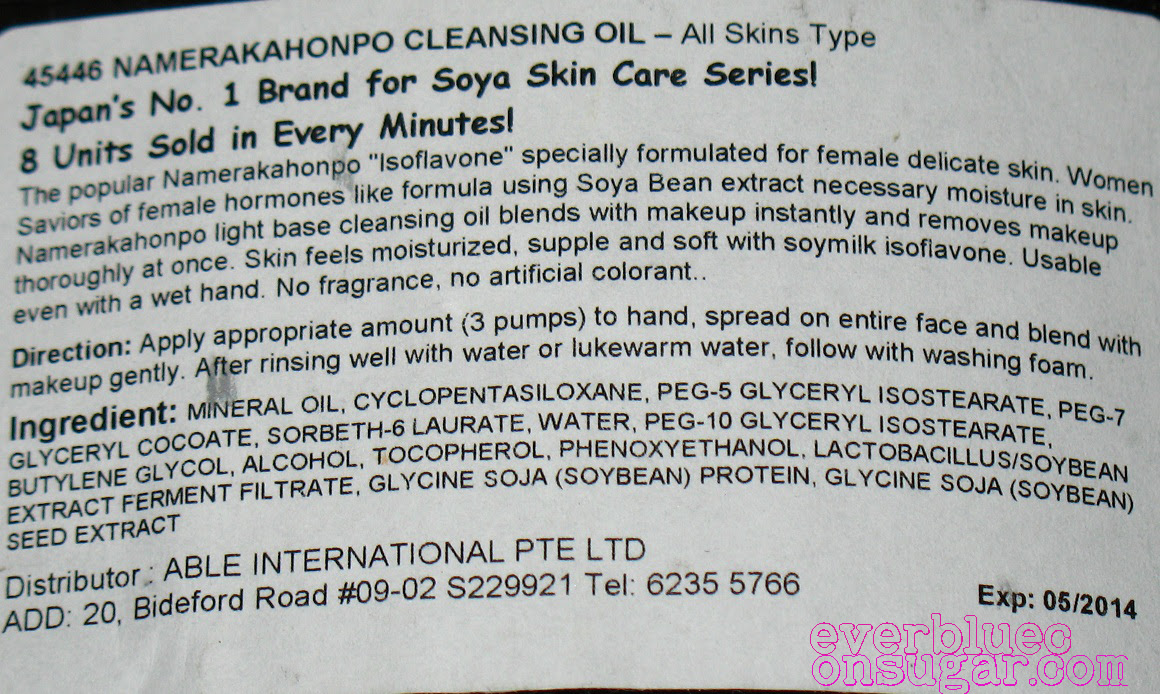 45446 NAMERAKAHONPO CLEANSING OIL – All Skins Type
Japan's No. 1 Brand for Soya Skin Care Series!
8 Units Sold in Every Minutes!
The popular Namerakahonpo "Isoflavone" specially formulated for female delicate skin. Women
Saviors of female hormones like formula using Soya Bean extract necessary moisture in skin.
Namerakahonpo light base cleansing oil blends with makeup instantly and removes makeup
thoroughly at once. Skin feels moisturized, supple and soft with soymilk isoflavone. Usable
even with a wet hand. No fragrance, no artificial colorant..
Direction: Apply appropriate amount (3 pumps) to hand, spread on entire face and blend with
makeup gently. After rinsing well with water or lukewarm water, follow with washing foam.
Ingredient: MINERAL OIL, CYCLOPENTASILOXANE, PEG-5 GLYCERYL ISOSTEARATE, PEG-7
GLYCERYL COCOATE, SORBETH-6 LAURATE, WATER, PEG-10 GLYCERYL ISOSTEARATE,
BUTYLENE GLYCOL, ALCOHOL, TOCOPHEROL, PHENOXYETHANOL, LACTOBACILLUS/SOYBEAN
EXTRACT FERMENT FILTRATE, GLYCINE SOJA (SOYBEAN) PROTEIN, GLYCINE SOJA (SOYBEAN)
SEED EXTRACT
Distributor : ABLE INTERNATIONAL PTE LTD
ADD: 20, Bideford Road #09-02 S229921 Tel: 6235 5766
Exp: 05/2014
everbluec
onsugar.com